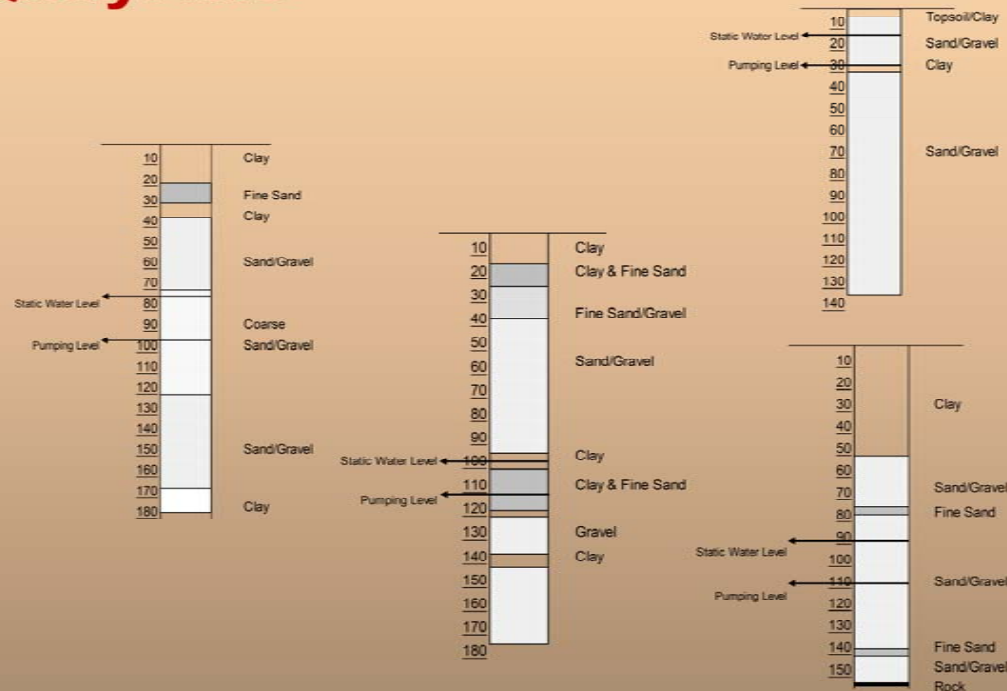 10
20
30
40
50
60
70
80
90
100
110
120
130
140
150
160
170
180
Clay
Fine Sand
Clay
Sand/Gravel
Static Water Level
Coarse
Sand/Gravel
Pumping Level
Sand/Gravel
Clay
10
20
30
40
50
60
70
80
90
100
110
120
130
140
150
160
170
180
Clay
Clay & Fine Sand
Fine Sand/Gravel
Sand/Gravel
Clay
Static Water Level
Clay & Fine Sand
Pumping Level
Gravel
Clay
10
20
30
40
50
60
70
80
90
100
110
120
130
140
Topsoil/Clay
Static Water Level
Sand/Gravel
Pumping Level
Clay
Sand/Gravel
10
20
30
40
50
60
70
80
90
100
110
120
130
140
150
Clay
Sand/Gravel
Fine Sand
Static Water Level
Sand/Gravel
Pumping Level
Fine Sand
Sand/Gravel
Rock